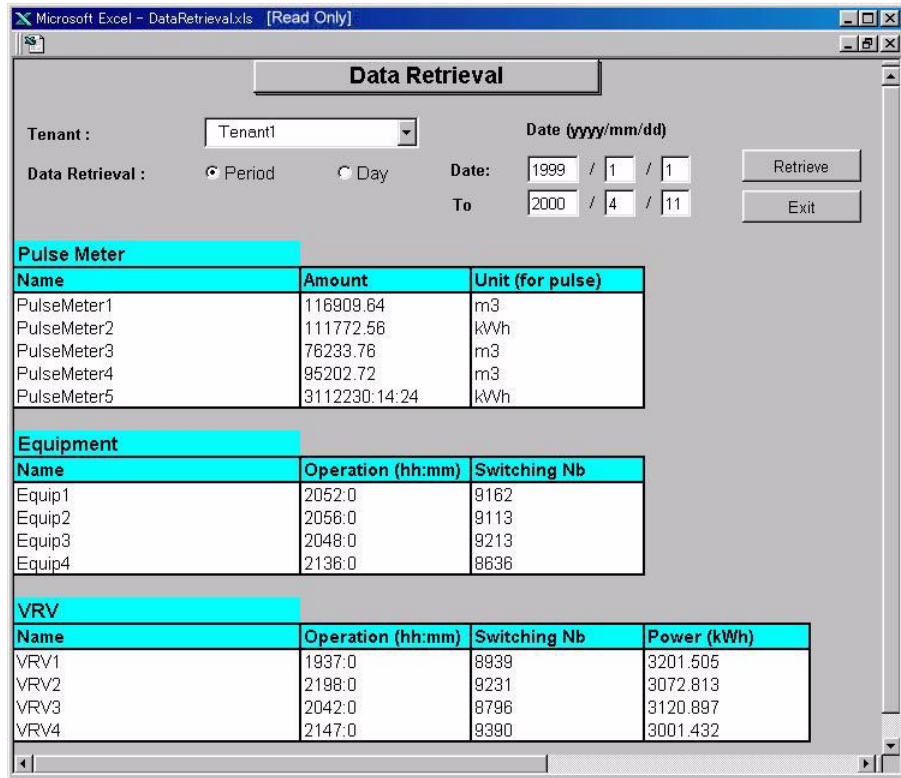 Microsoft Excel - DataRetrieval.xls [Read Only]
Data Retrieval
Tenant : Tenant1 Date (yyyy/mm/dd)
Data Retrieval : Period Day Date: 1999 / 1 / 1 Retrieve
To 2000 / 4 / 11 Exit
Pulse Meter
Name Amount Unit (for pulse)
PulseMeter1 116909.64 m3
PulseMeter2 111772.56 kWh
PulseMeter3 76233.76 m3
PulseMeter4 95202.72 m3
PulseMeter5 3112230:14:24 kWh
Equipment
Name Operation (hh:mm) Switching Nb
Equip1 2052:0 9162
Equip2 2056:0 9113
Equip3 2048:0 9213
Equip4 2136:0 8636
VRV
Name Operation (hh:mm) Switching Nb Power (kWh)
VRV1 1937:0 8939 3201.505
VRV2 2198:0 9231 3072.813
VRV3 2042:0 8796 3120.897
VRV4 2147:0 9390 3001.432